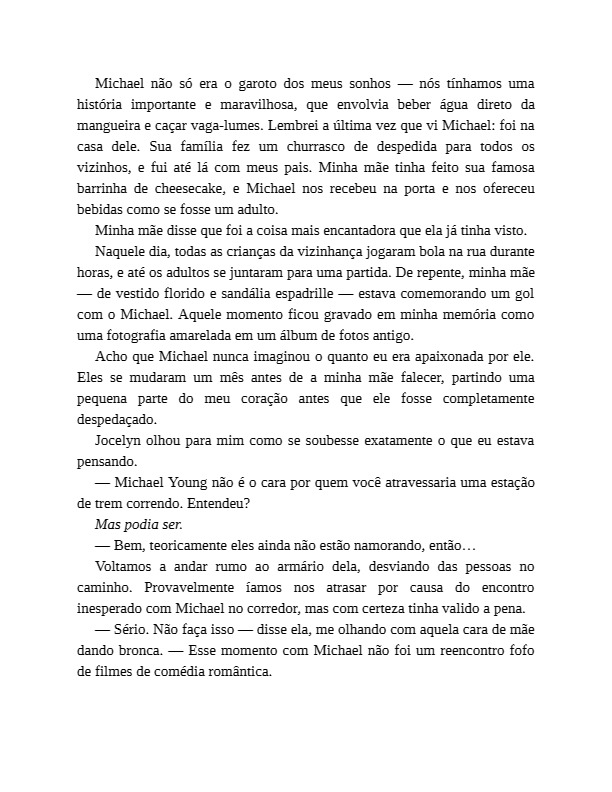 Michael não só era o garoto dos meus sonhos — nós tínhamos uma
história importante e maravilhosa, que envolvia beber água direto da
mangueira e caçar vaga-lumes. Lembrei a última vez que vi Michael: foi na
casa dele. Sua família fez um churrasco de despedida para todos os
vizinhos, e fui até lá com meus pais. Minha mãe tinha feito sua famosa
barrinha de cheesecake, e Michael nos recebeu na porta e nos ofereceu
bebidas como se fosse um adulto.
Minha mãe disse que foi a coisa mais encantadora que ela já tinha visto.
Naquele dia, todas as crianças da vizinhança jogaram bola na rua durante
horas, e até os adultos se juntaram para uma partida. De repente, minha mãe
— de vestido florido e sandália espadrille — estava comemorando um gol
com o Michael. Aquele momento ficou gravado em minha memória como
uma fotografia amarelada em um álbum de fotos antigo.
Acho que Michael nunca imaginou o quanto eu era apaixonada por ele.
Eles se mudaram um mês antes de a minha mãe falecer, partindo uma
pequena parte do meu coração antes que ele fosse completamente
despedaçado.
Jocelyn olhou para mim como se soubesse exatamente o que eu estava
pensando.
— Michael Young não é o cara por quem você atravessaria uma estação
de trem correndo. Entendeu?
Mas podia ser.
— Bem, teoricamente eles ainda não estão namorando, então…
Voltamos a andar rumo ao armário dela, desviando das pessoas no
caminho. Provavelmente íamos nos atrasar por causa do encontro
inesperado com Michael no corredor, mas com certeza tinha valido a pena.
— Sério. Não faça isso — disse ela, me olhando com aquela cara de mãe
dando bronca. — Esse momento com Michael não foi um reencontro fofo
de filmes de comédia romântica.